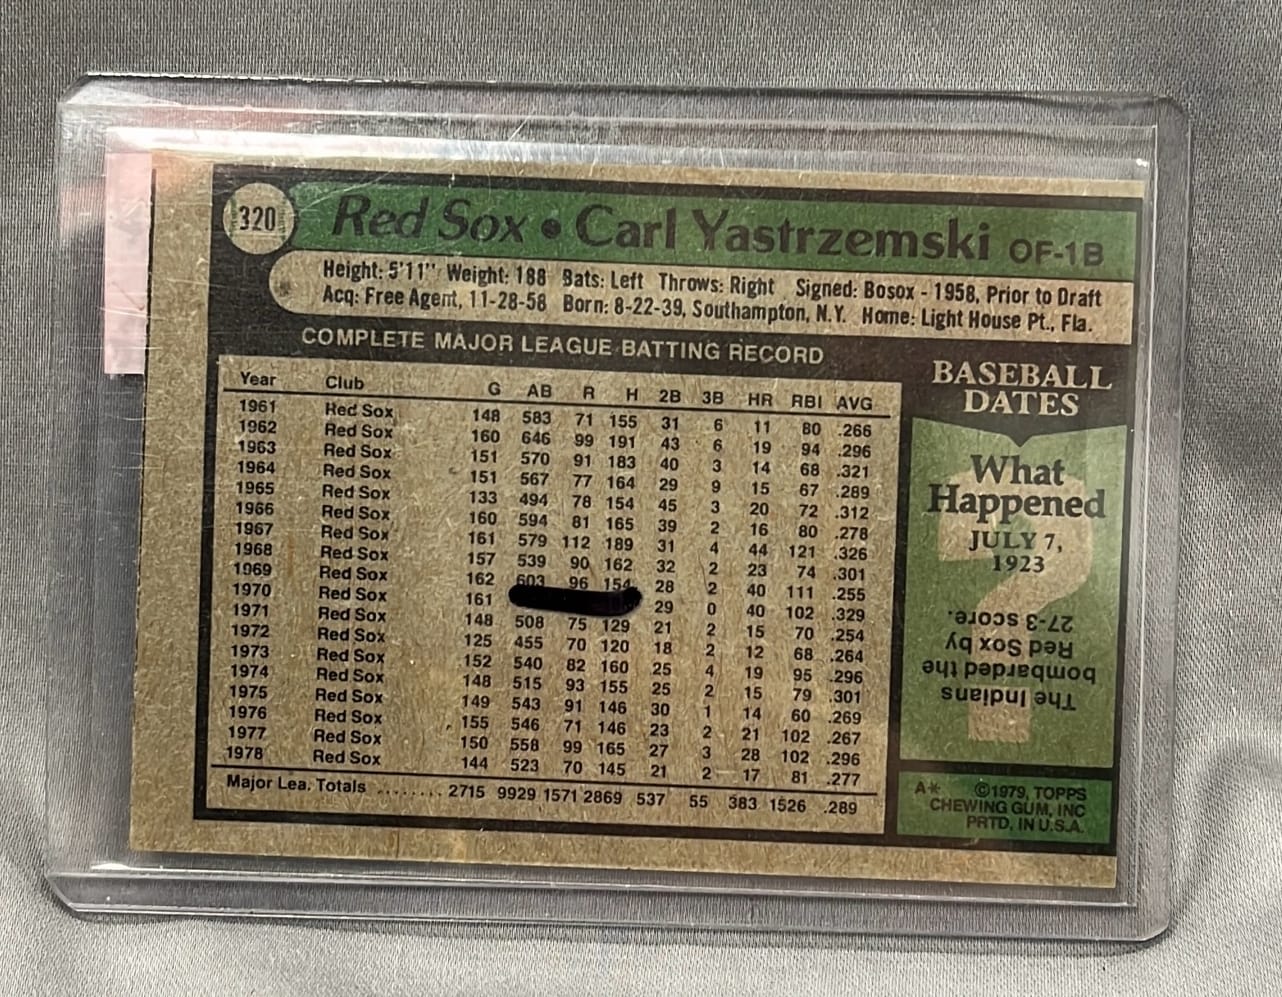 320
Red Sox • Carl Yastrzemski OF-1B
Height: 5'11" Weight: 188 Bats: Left Throws: Right Signed: Bosox - 1958, Prior to Draft
Acq: Free Agent, 11-28-58 Born: 8-22-39, Southampton, N.Y. Home: Light House Pt., Fla.
COMPLETE MAJOR LEAGUE BATTING RECORD
Year Club G AB R H 2B 3B HR RBI AVG
1961 Red Sox 148 583 71 155 31 6 11 80 .266
1962 Red Sox 160 646 99 191 43 6 19 94 .296
1963 Red Sox 151 570 91 183 40 3 14 68 .321
1964 Red Sox 151 567 77 164 29 9 15 67 .289
1965 Red Sox 133 494 78 154 45 3 20 72 .312
1966 Red Sox 160 594 81 165 39 2 16 80 .278
1967 Red Sox 161 579 112 189 31 4 44 121 .326
1968 Red Sox 157 539 90 162 32 2 23 74 .301
1969 Red Sox 162 603 96 154 28 2 40 111 .255
1970 Red Sox 161 29 0 40 102 .329
1971 Red Sox 148 508 75 129 21 2 15 70 .254
1972 Red Sox 125 455 70 120 18 2 12 68 .264
1973 Red Sox 152 540 82 160 25 4 19 95 .296
1974 Red Sox 148 515 93 155 25 2 15 79 .301
1975 Red Sox 149 543 91 146 30 1 14 60 .269
1976 Red Sox 155 546 71 146 23 2 21 102 .267
1977 Red Sox 150 558 99 165 27 3 28 102 .296
1978 Red Sox 144 523 70 145 21 2 17 81 .277
Major Lea. Totals ........ 2715 9929 1571 2869 537 55 383 1526 .289
BASEBALL
DATES
What
Happened
JULY 7,
1923
The Indians
bombarded the
Red Sox by
27-3 score.
A* ©1979, TOPPS
CHEWING GUM, INC
PRTD. IN U.S.A.